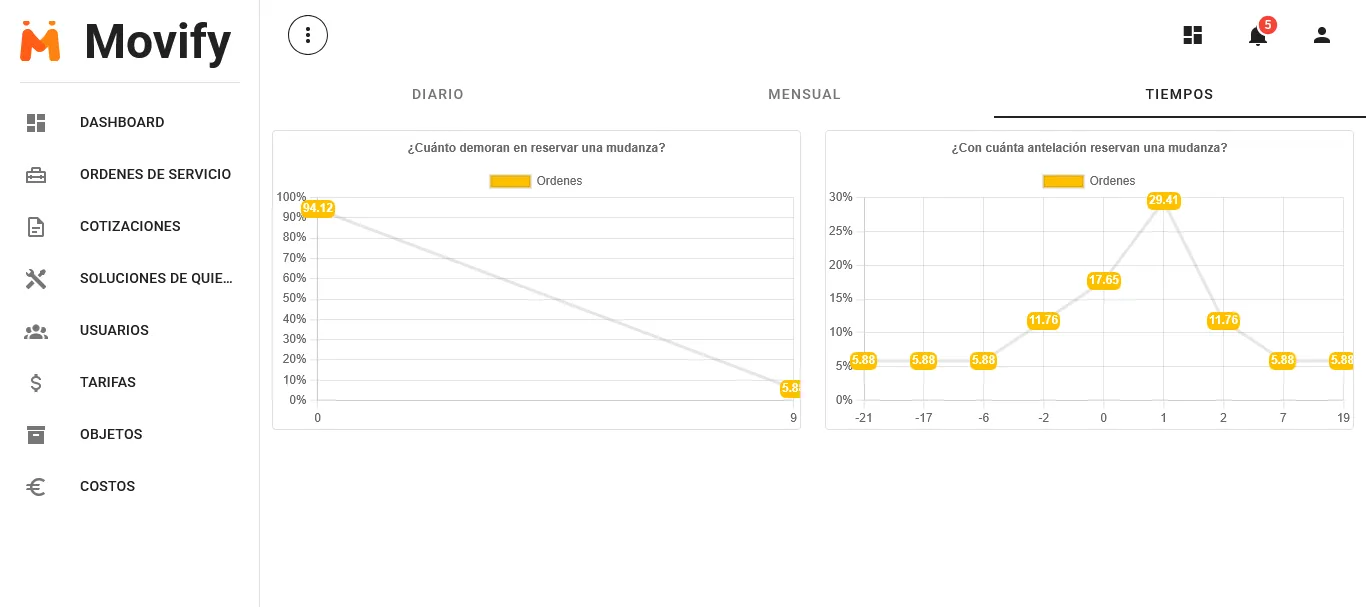 Movify
5
DASHBOARD
ORDENES DE SERVICIO
COTIZACIONES
SOLUCIONES DE QUIE...
USUARIOS
TARIFAS
OBJETOS
COSTOS
DIARIO MENSUAL TIEMPOS
¿Cuánto demoran en reservar una mudanza?
Ordenes
100%
90%
80%
70%
60%
50%
40%
30%
20%
10%
0%
94.12
5.8
0 9
¿Con cuánta antelación reservan una mudanza?
Ordenes
30%
25%
20%
15%
10%
5%
0%
5.88 5.88 5.88 11.76 17.65 29.41 11.76 5.88 5.88
-21 -17 -6 -2 0 1 2 7 19